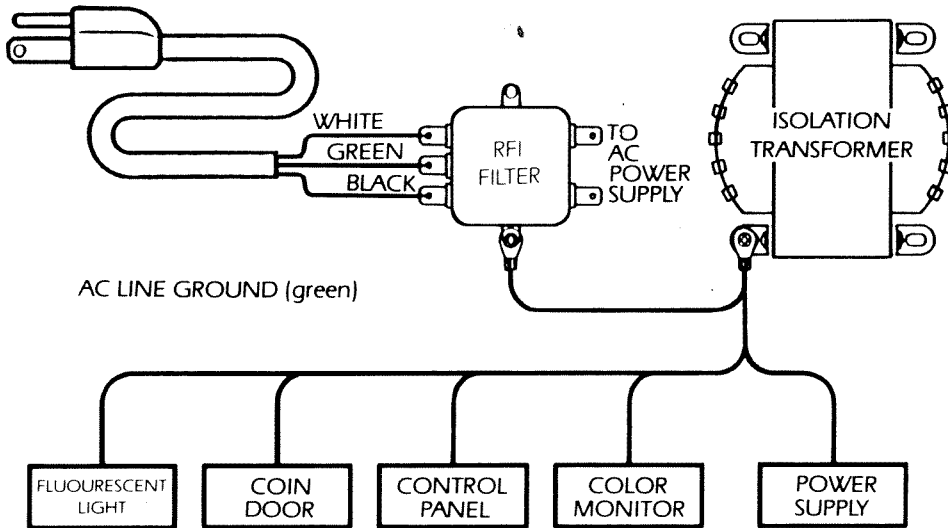 WHITE
GREEN
BLACK
RFI
FILTER
TO
AC
POWER
SUPPLY
ISOLATION
TRANSFORMER
AC LINE GROUND (green)
FLUOURESCENT
LIGHT
COIN
DOOR
CONTROL
PANEL
COLOR
MONITOR
POWER
SUPPLY